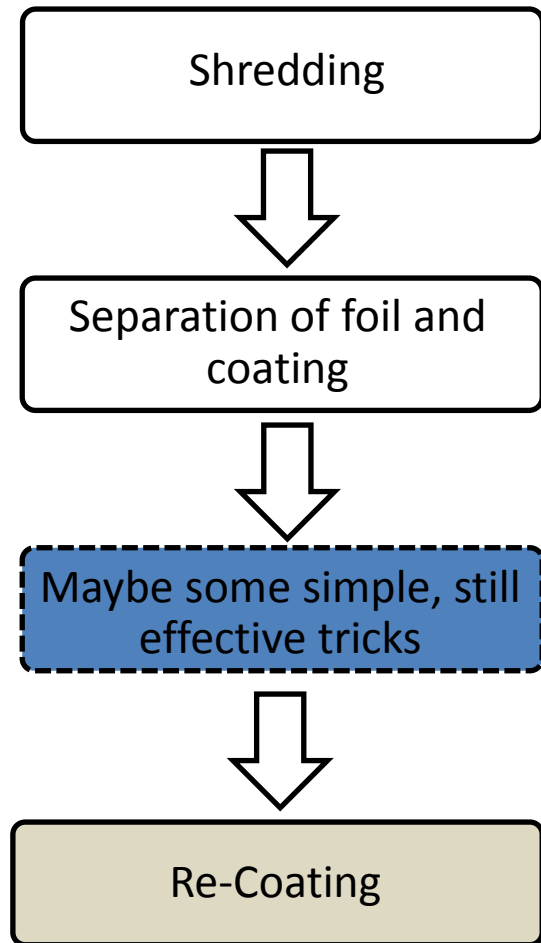 Shredding
Separation of foil and
coating
Maybe some simple, still
effective tricks
Re-Coating